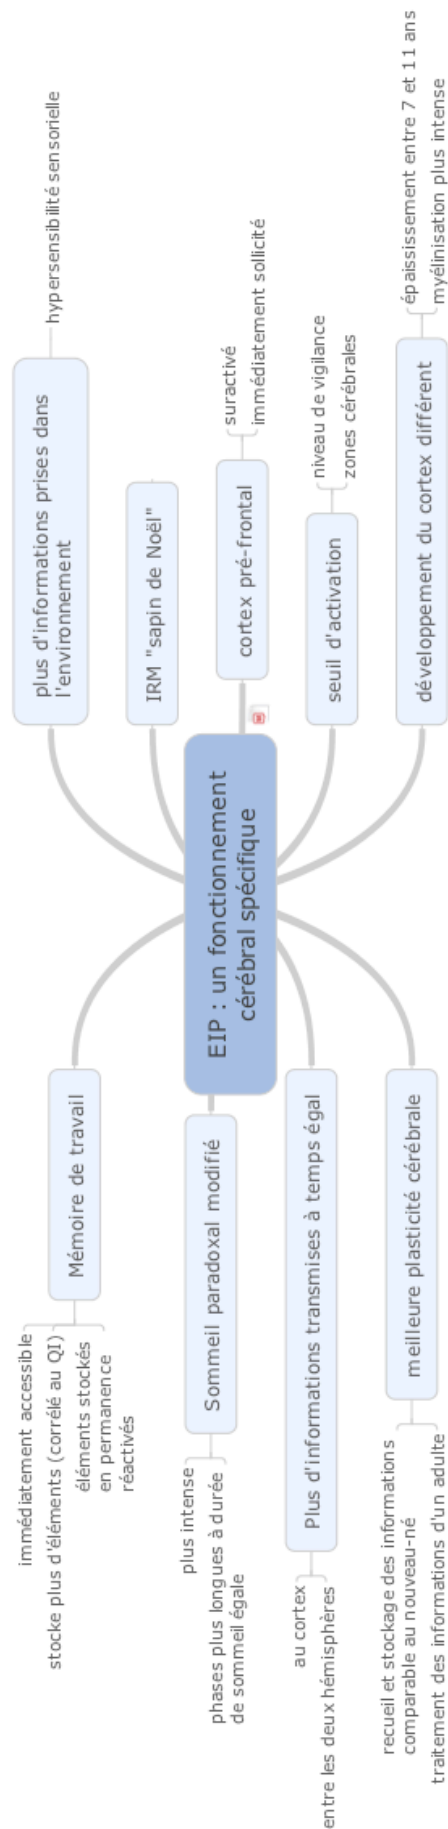 EIP : un fonctionnement
cérébral spécifique
plus d'informations prises dans
l'environnement
hypersensibilité sensorielle
IRM "sapin de Noël"
cortex pré-frontal
suractivé
immédiatement sollicité
seuil d'activation
niveau de vigilance
zones cérébrales
développement du cortex différent
épaississement entre 7 et 11 ans
myélinisation plus intense
Mémoire de travail
immédiatement accessible
stocke plus d'éléments (corrélé au QI)
éléments stockés
en permanence
réactivés
Sommeil paradoxal modifié
plus intense
phases plus longues à durée
de sommeil égale
Plus d'informations transmises à temps égal
au cortex
entre les deux hémisphères
meilleure plasticité cérébrale
recueil et stockage des informations
comparable au nouveau-né
traitement des informations d'un adulte